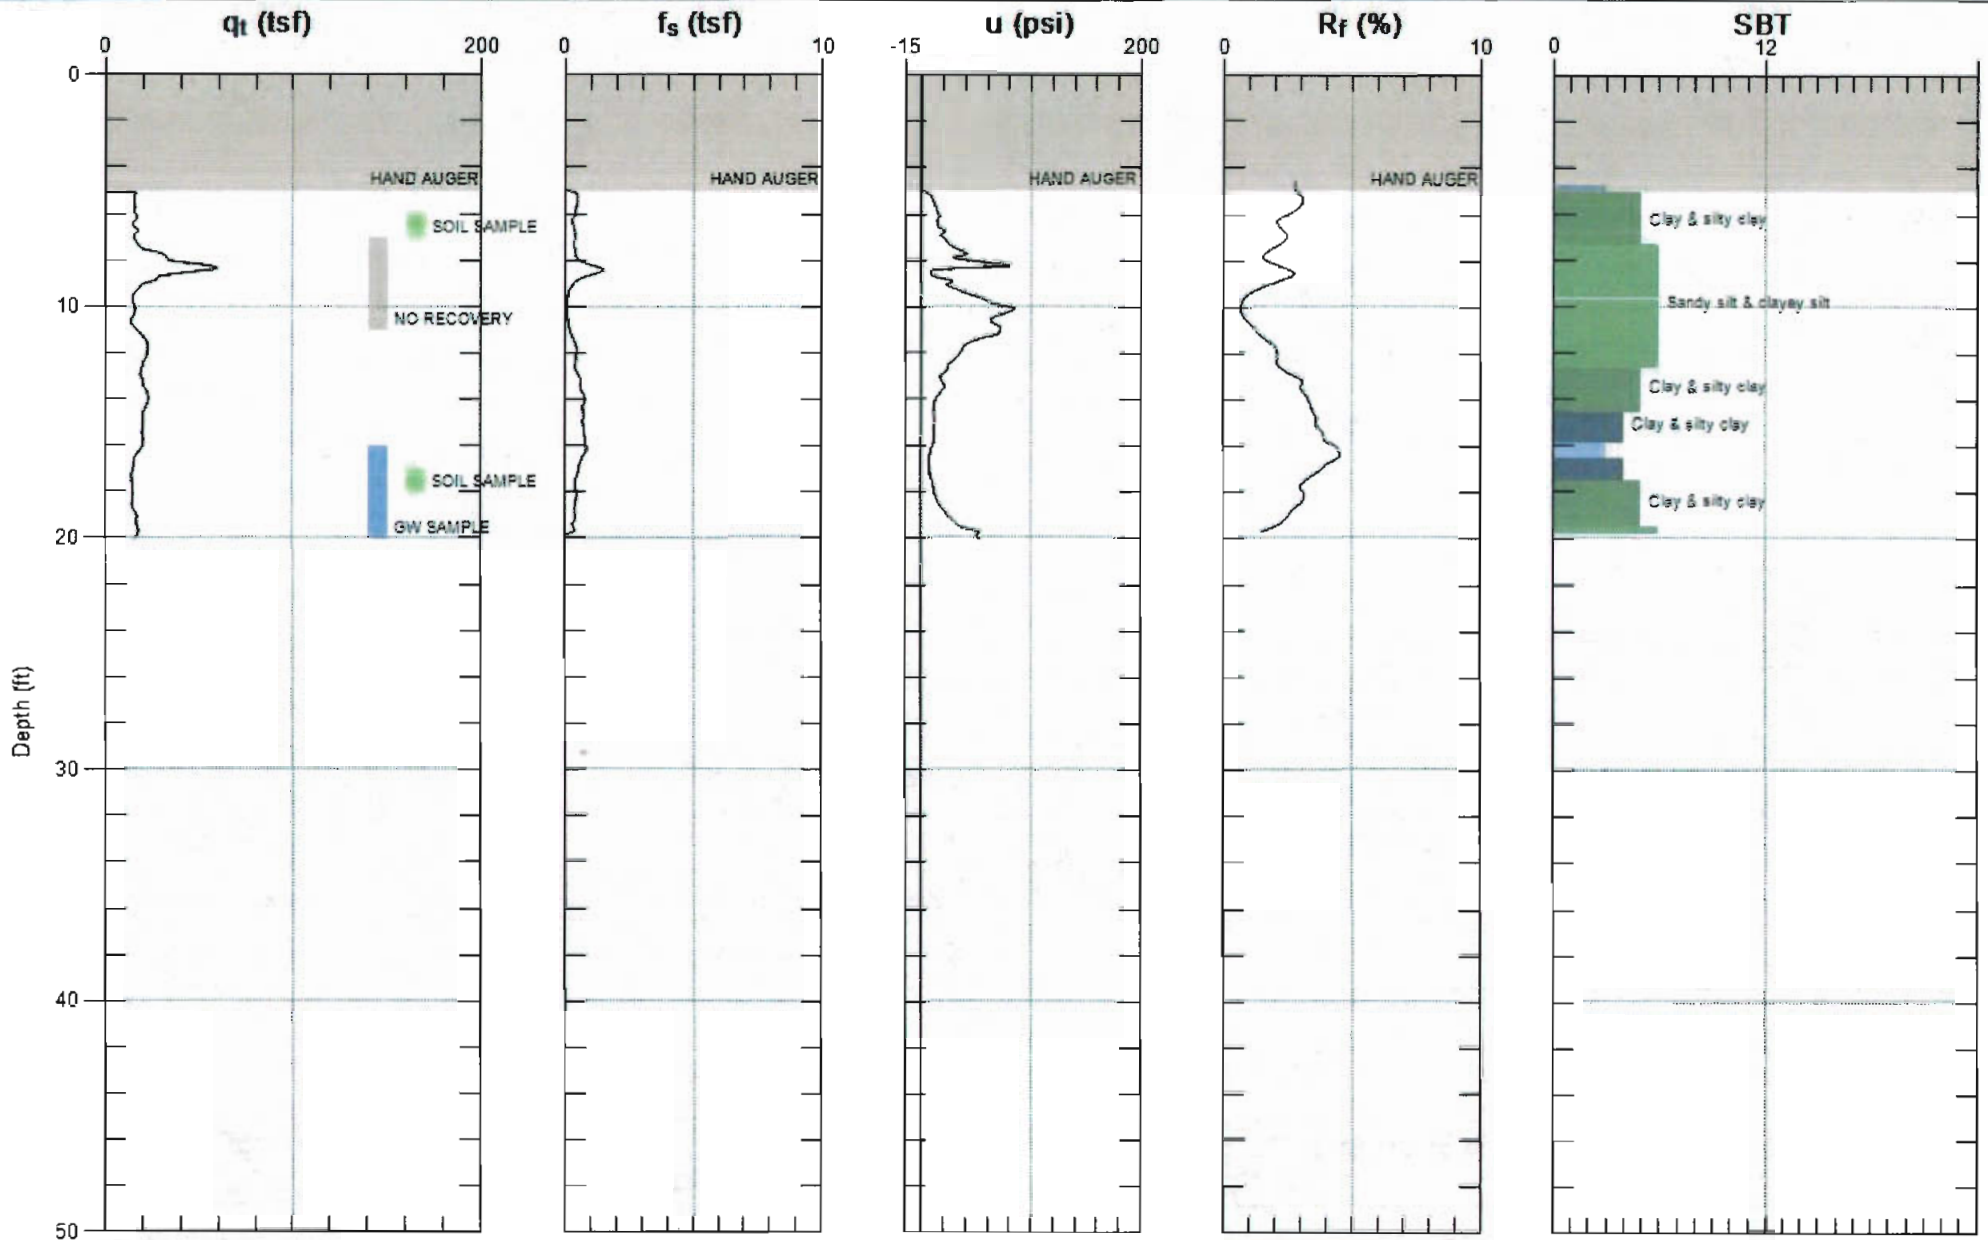 qt (tsf) fs (tsf) u (psi) Rf (%) SBT
0 200 0 10 -15 200 0 10 0 12
0
HAND AUGER HAND AUGER HAND AUGER HAND AUGER
SOIL SAMPLE Clay & silty clay
10 NO RECOVERY Sandy silt & clayey silt
Clay & silty clay
Clay & silty clay
SOIL SAMPLE Clay & silty clay
GW SAMPLE
20
Depth (ft)
30
40
50